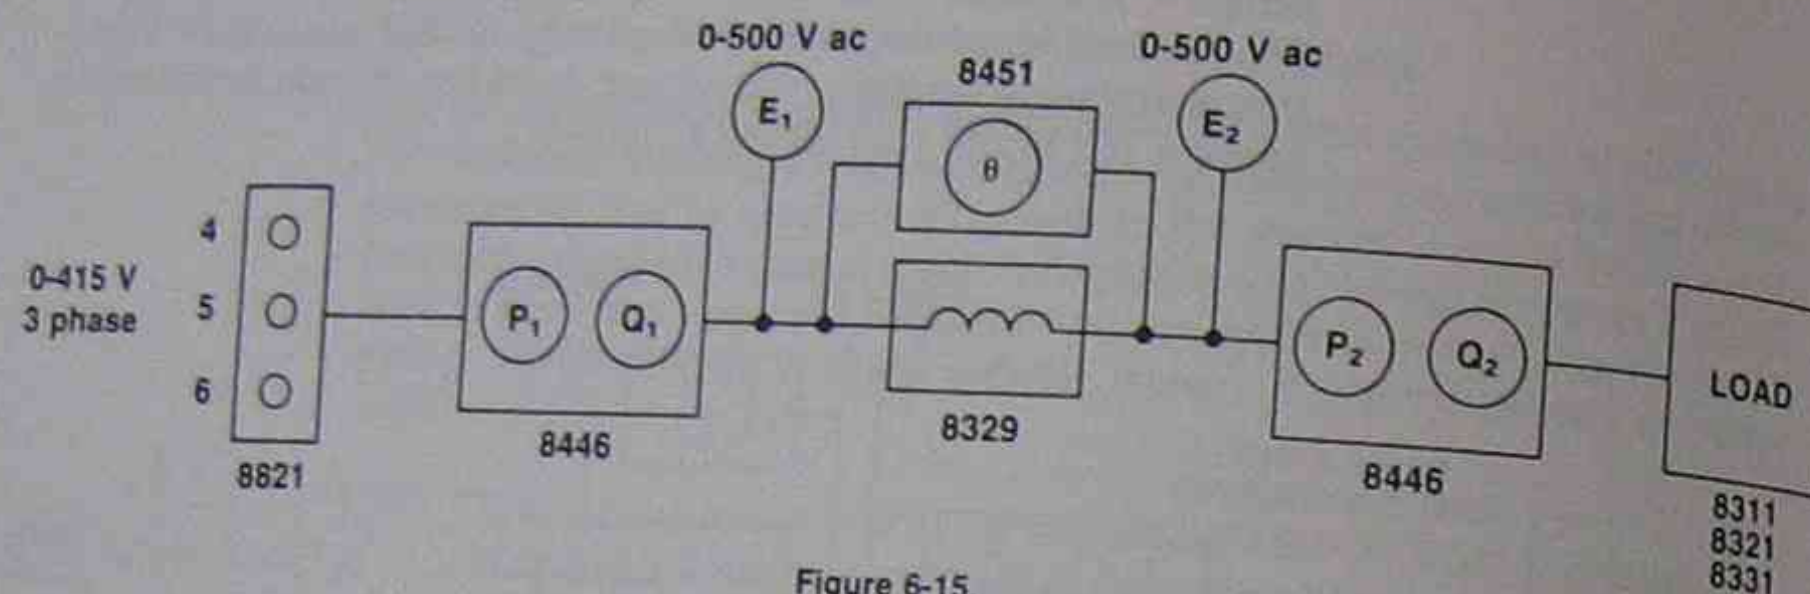 0-500 V ac
0-500 V ac
8451
E₁
E₂
θ
4
0-415 V
3 phase
5
6
P₁
Q₁
P₂
Q₂
LOAD
8821
8446
8329
8446
8311
8321
8331
Figure 6-15